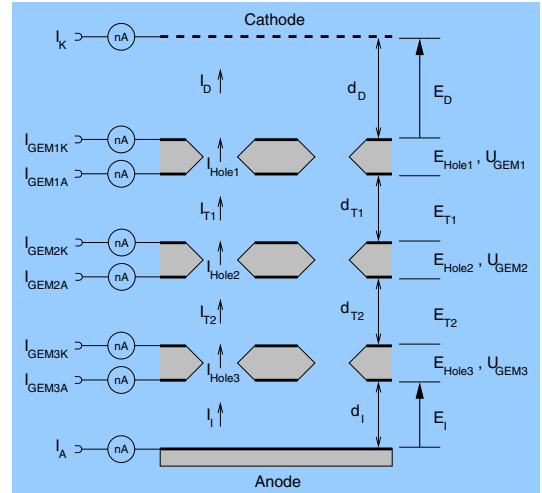 Cathode
I_K nA
I_D d_D E_D
I_GEM1K nA
I_Hole1 E_Hole1 , U_GEM1
I_GEM1A nA
I_T1 d_T1 E_T1
I_GEM2K nA
I_Hole2 E_Hole2 , U_GEM2
I_GEM2A nA
I_T2 d_T2 E_T2
I_GEM3K nA
I_Hole3 E_Hole3 , U_GEM3
I_GEM3A nA
I_I d_I E_I
I_A nA
Anode